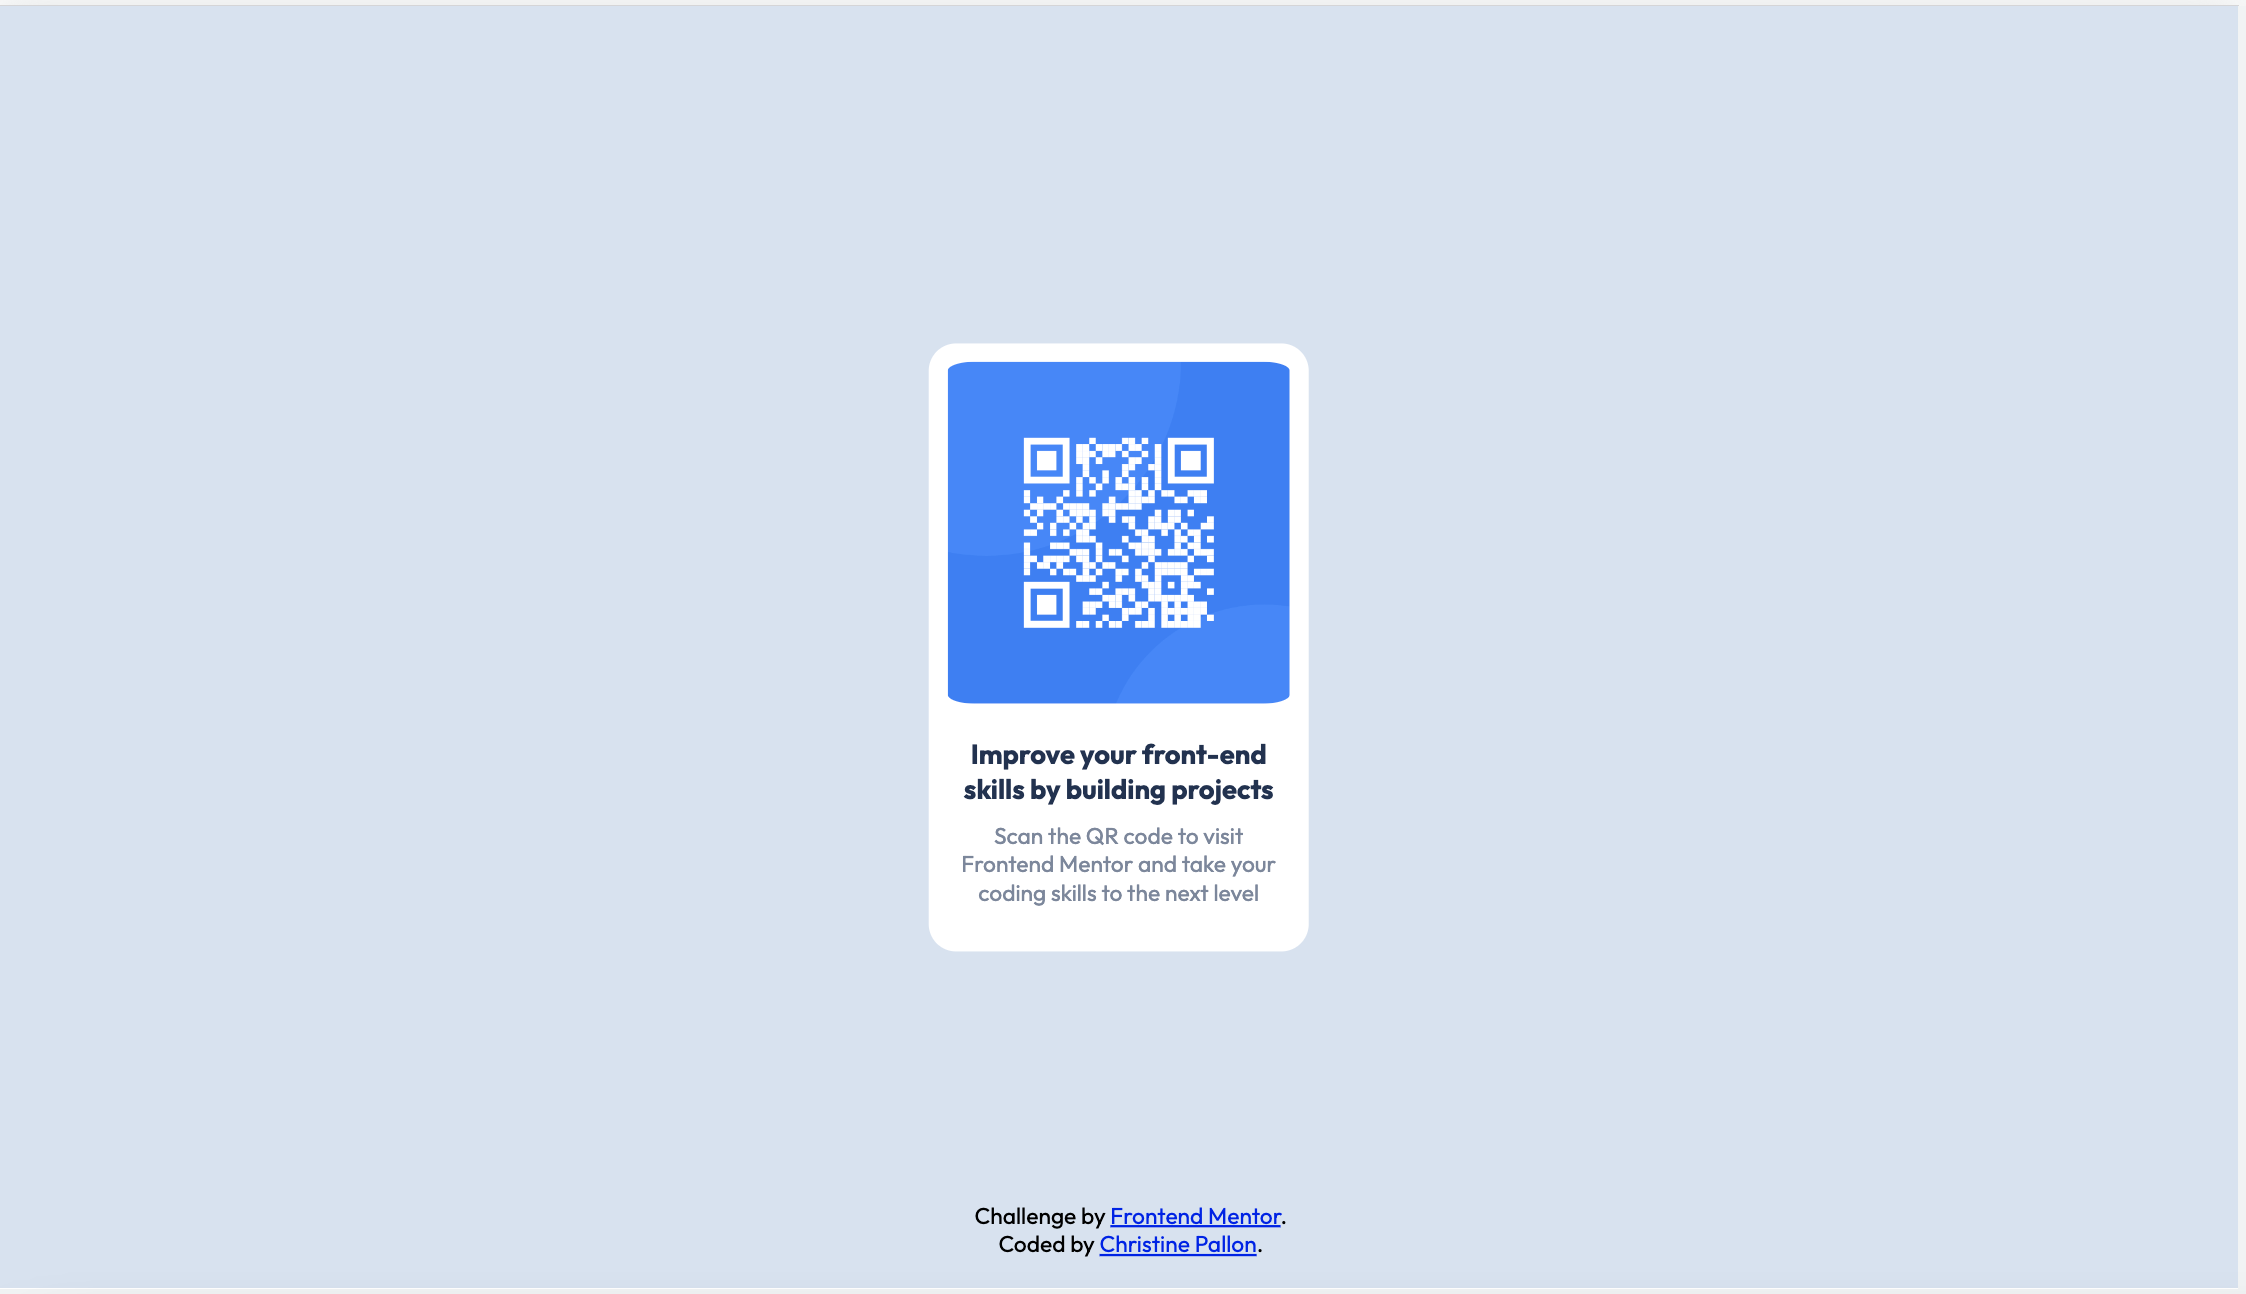 Improve your front-end
skills by building projects
Scan the QR code to visit
Frontend Mentor and take your
coding skills to the next level
Challenge by Frontend Mentor.
Coded by Christine Pallon.